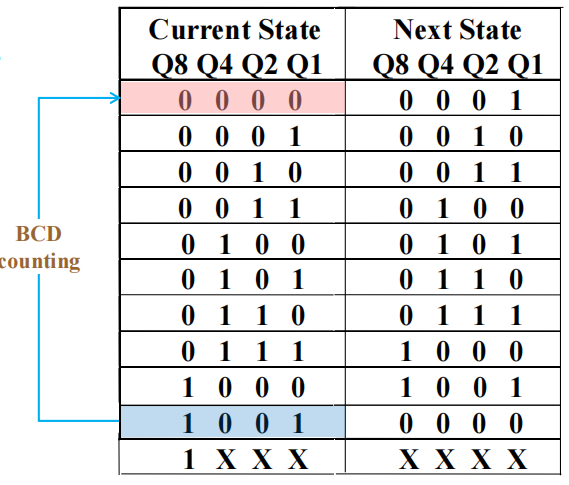 Current State Next State
Q8 Q4 Q2 Q1 Q8 Q4 Q2 Q1
0 0 0 0 0 0 0 1
0 0 0 1 0 0 1 0
0 0 1 0 0 0 1 1
0 0 1 1 0 1 0 0
0 1 0 0 0 1 0 1
0 1 0 1 0 1 1 0
0 1 1 0 0 1 1 1
0 1 1 1 1 0 0 0
1 0 0 0 1 0 0 1
1 0 0 1 0 0 0 0
1 X X X X X X X
BCD
counting